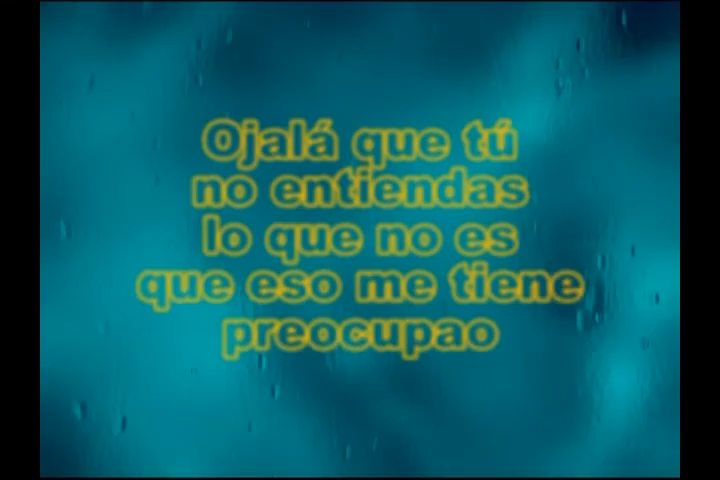 Ojalá que tú
no entiendas
lo que no es
que eso me tiene
preocupao